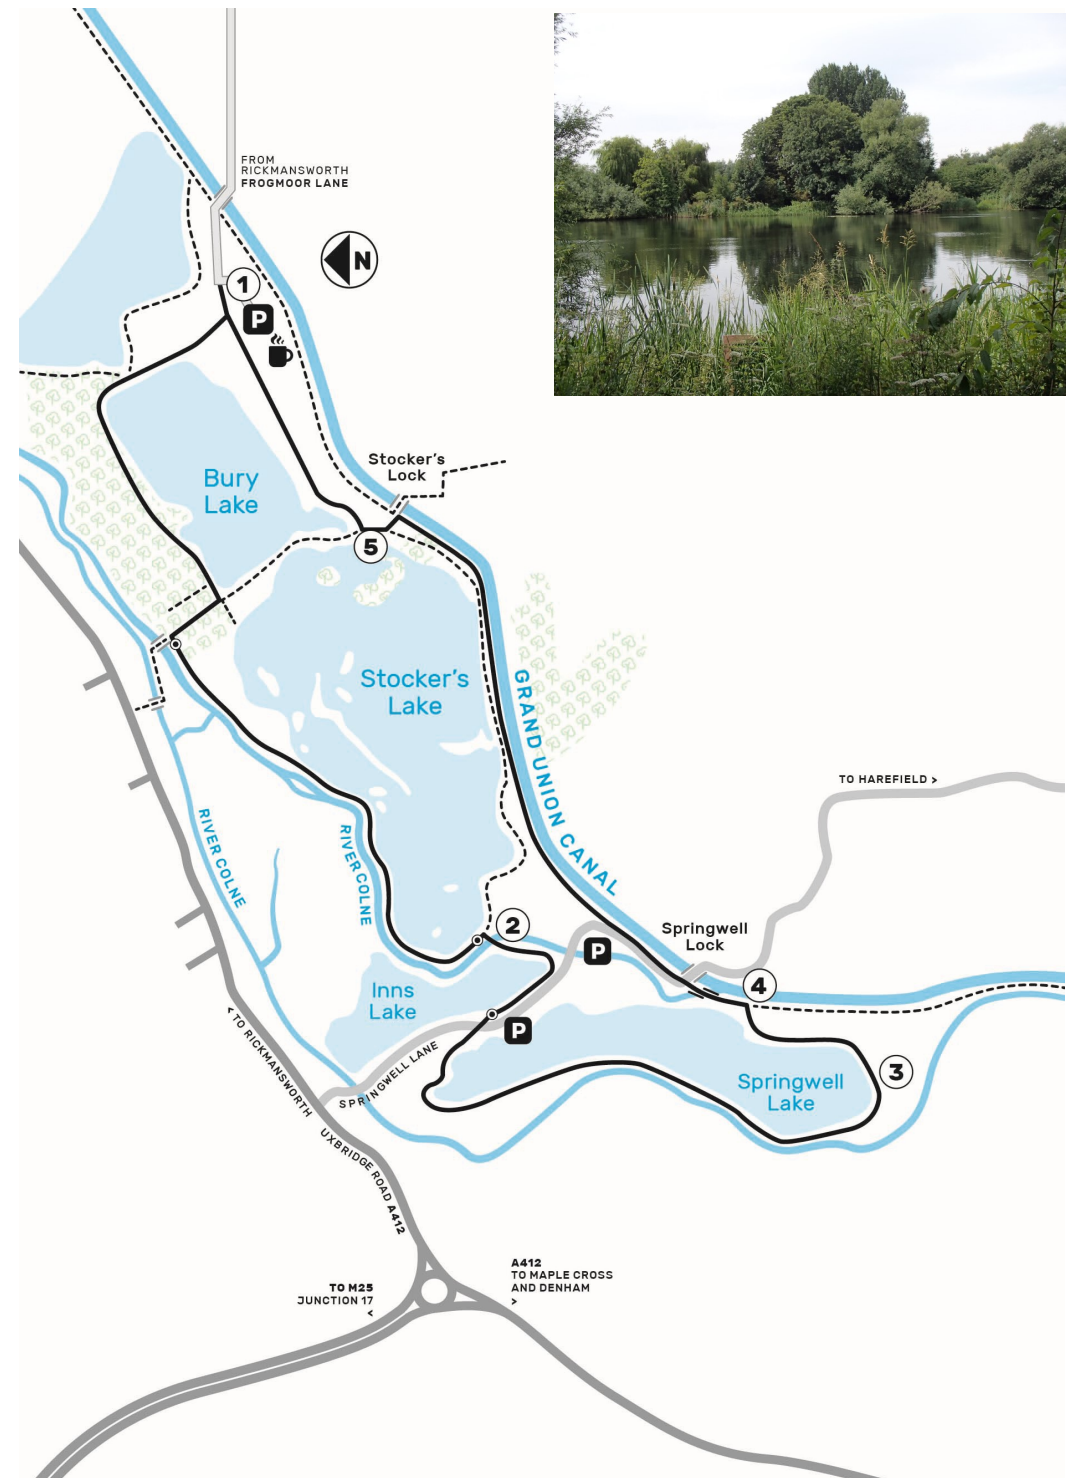 FROM
RICKMANSWORTH
FROGMOOR LANE
N
1
P
Stocker's
Lock
Bury
Lake
5
Stocker's
Lake
GRAND UNION CANAL
TO HAREFIELD >
RIVER COLNE
RIVER COLNE
2
Springwell
Lock
P
4
Inns
Lake
P
< TO RICKMANSWORTH
SPRINGWELL LANE
3
Springwell
Lake
UXBRIDGE ROAD A412
A412
TO MAPLE CROSS
AND DENHAM
>
TO M25
JUNCTION 17
<